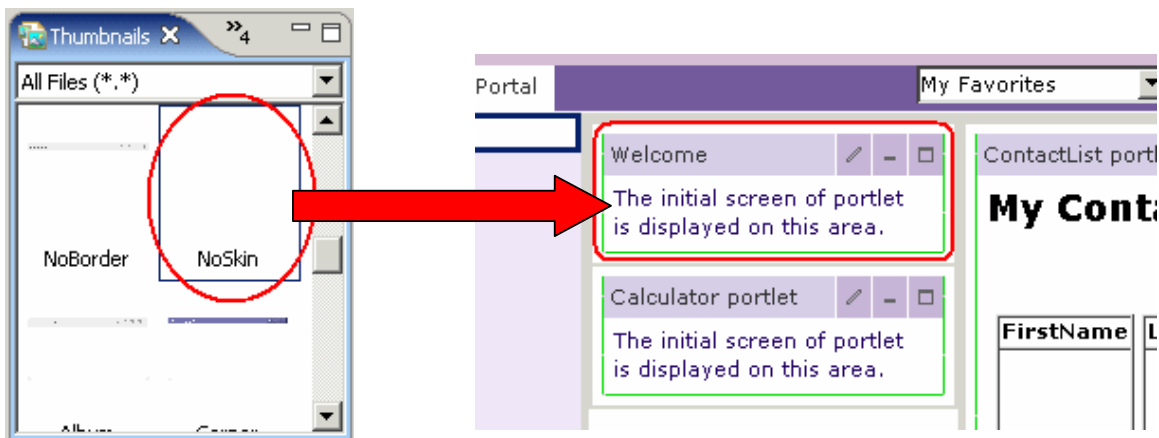 Thumbnails
4
All Files (*.*)
NoBorder
NoSkin
Portal
My Favorites
Welcome
The initial screen of portlet
is displayed on this area.
Calculator portlet
The initial screen of portlet
is displayed on this area.
ContactList portl
My Conta
FirstName
L